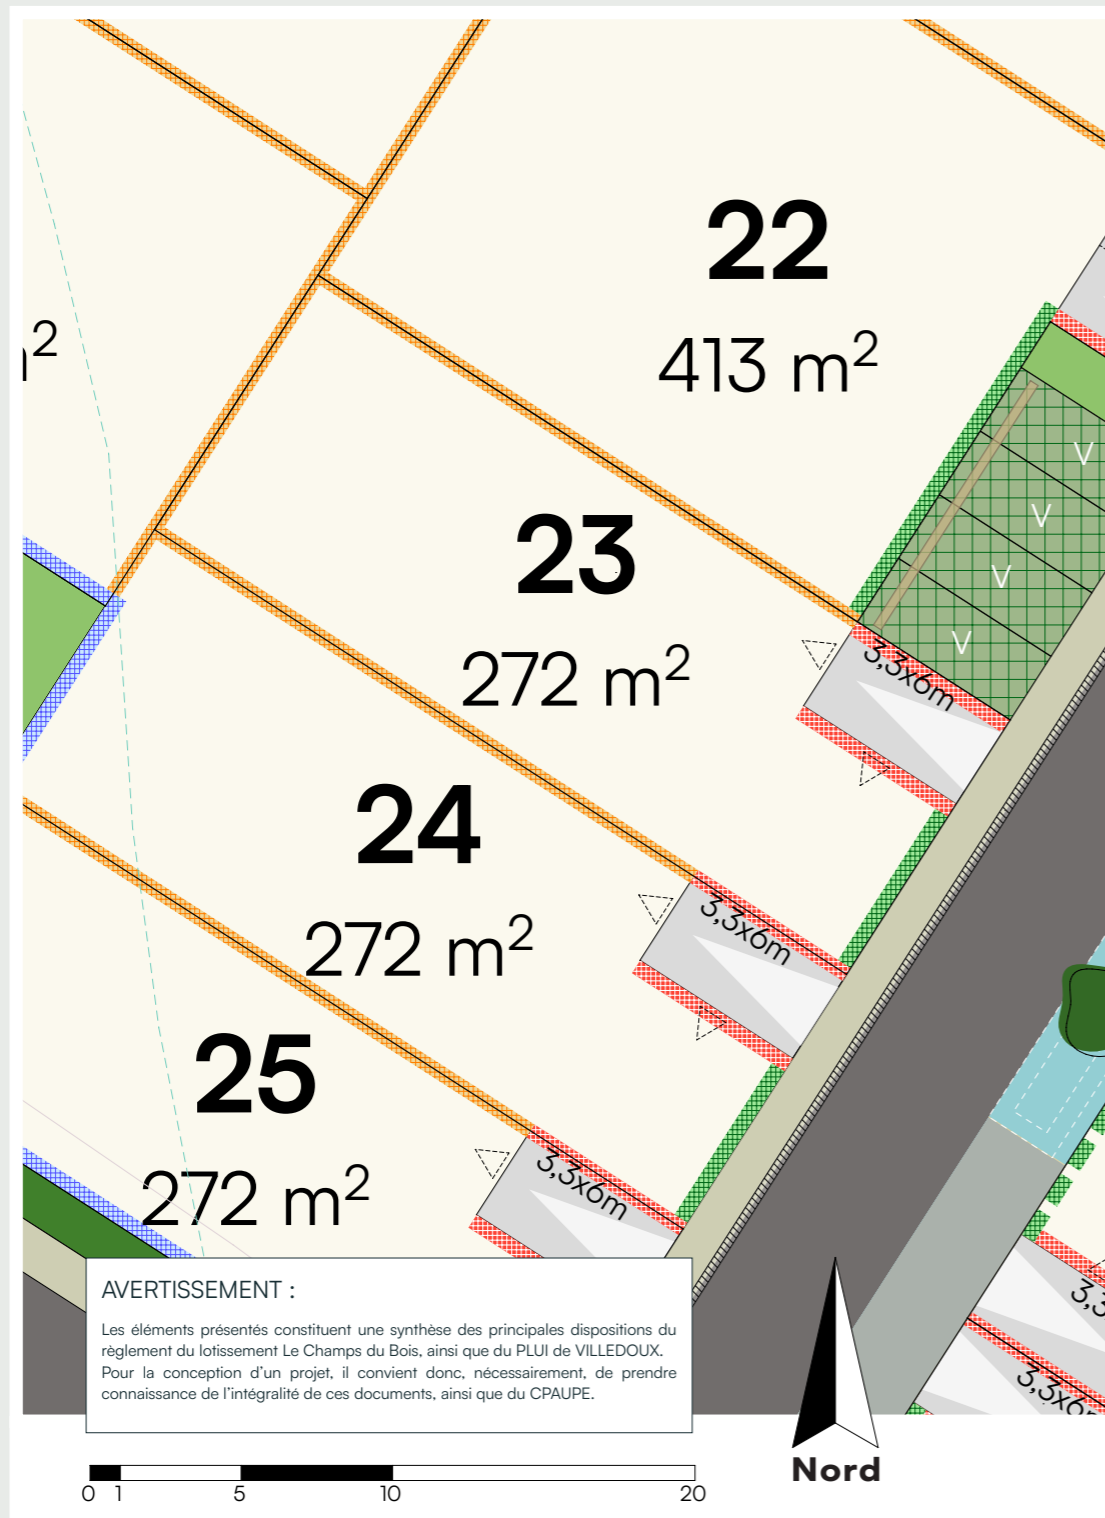 22
413 m²
m²
V
V
V
V
23
272 m²
3,3x6m
24
272 m²
3,3x6m
25
272 m²
3,3x6m
AVERTISSEMENT :
Les éléments présentés constituent une synthèse des principales dispositions du
règlement du lotissement Le Champs du Bois, ainsi que du PLUI de VILLEDOUX.
Pour la conception d'un projet, il convient donc, nécessairement, de prendre
connaissance de l'intégralité de ces documents, ainsi que du CPAUPE.
Nord
0 1 5 10 20